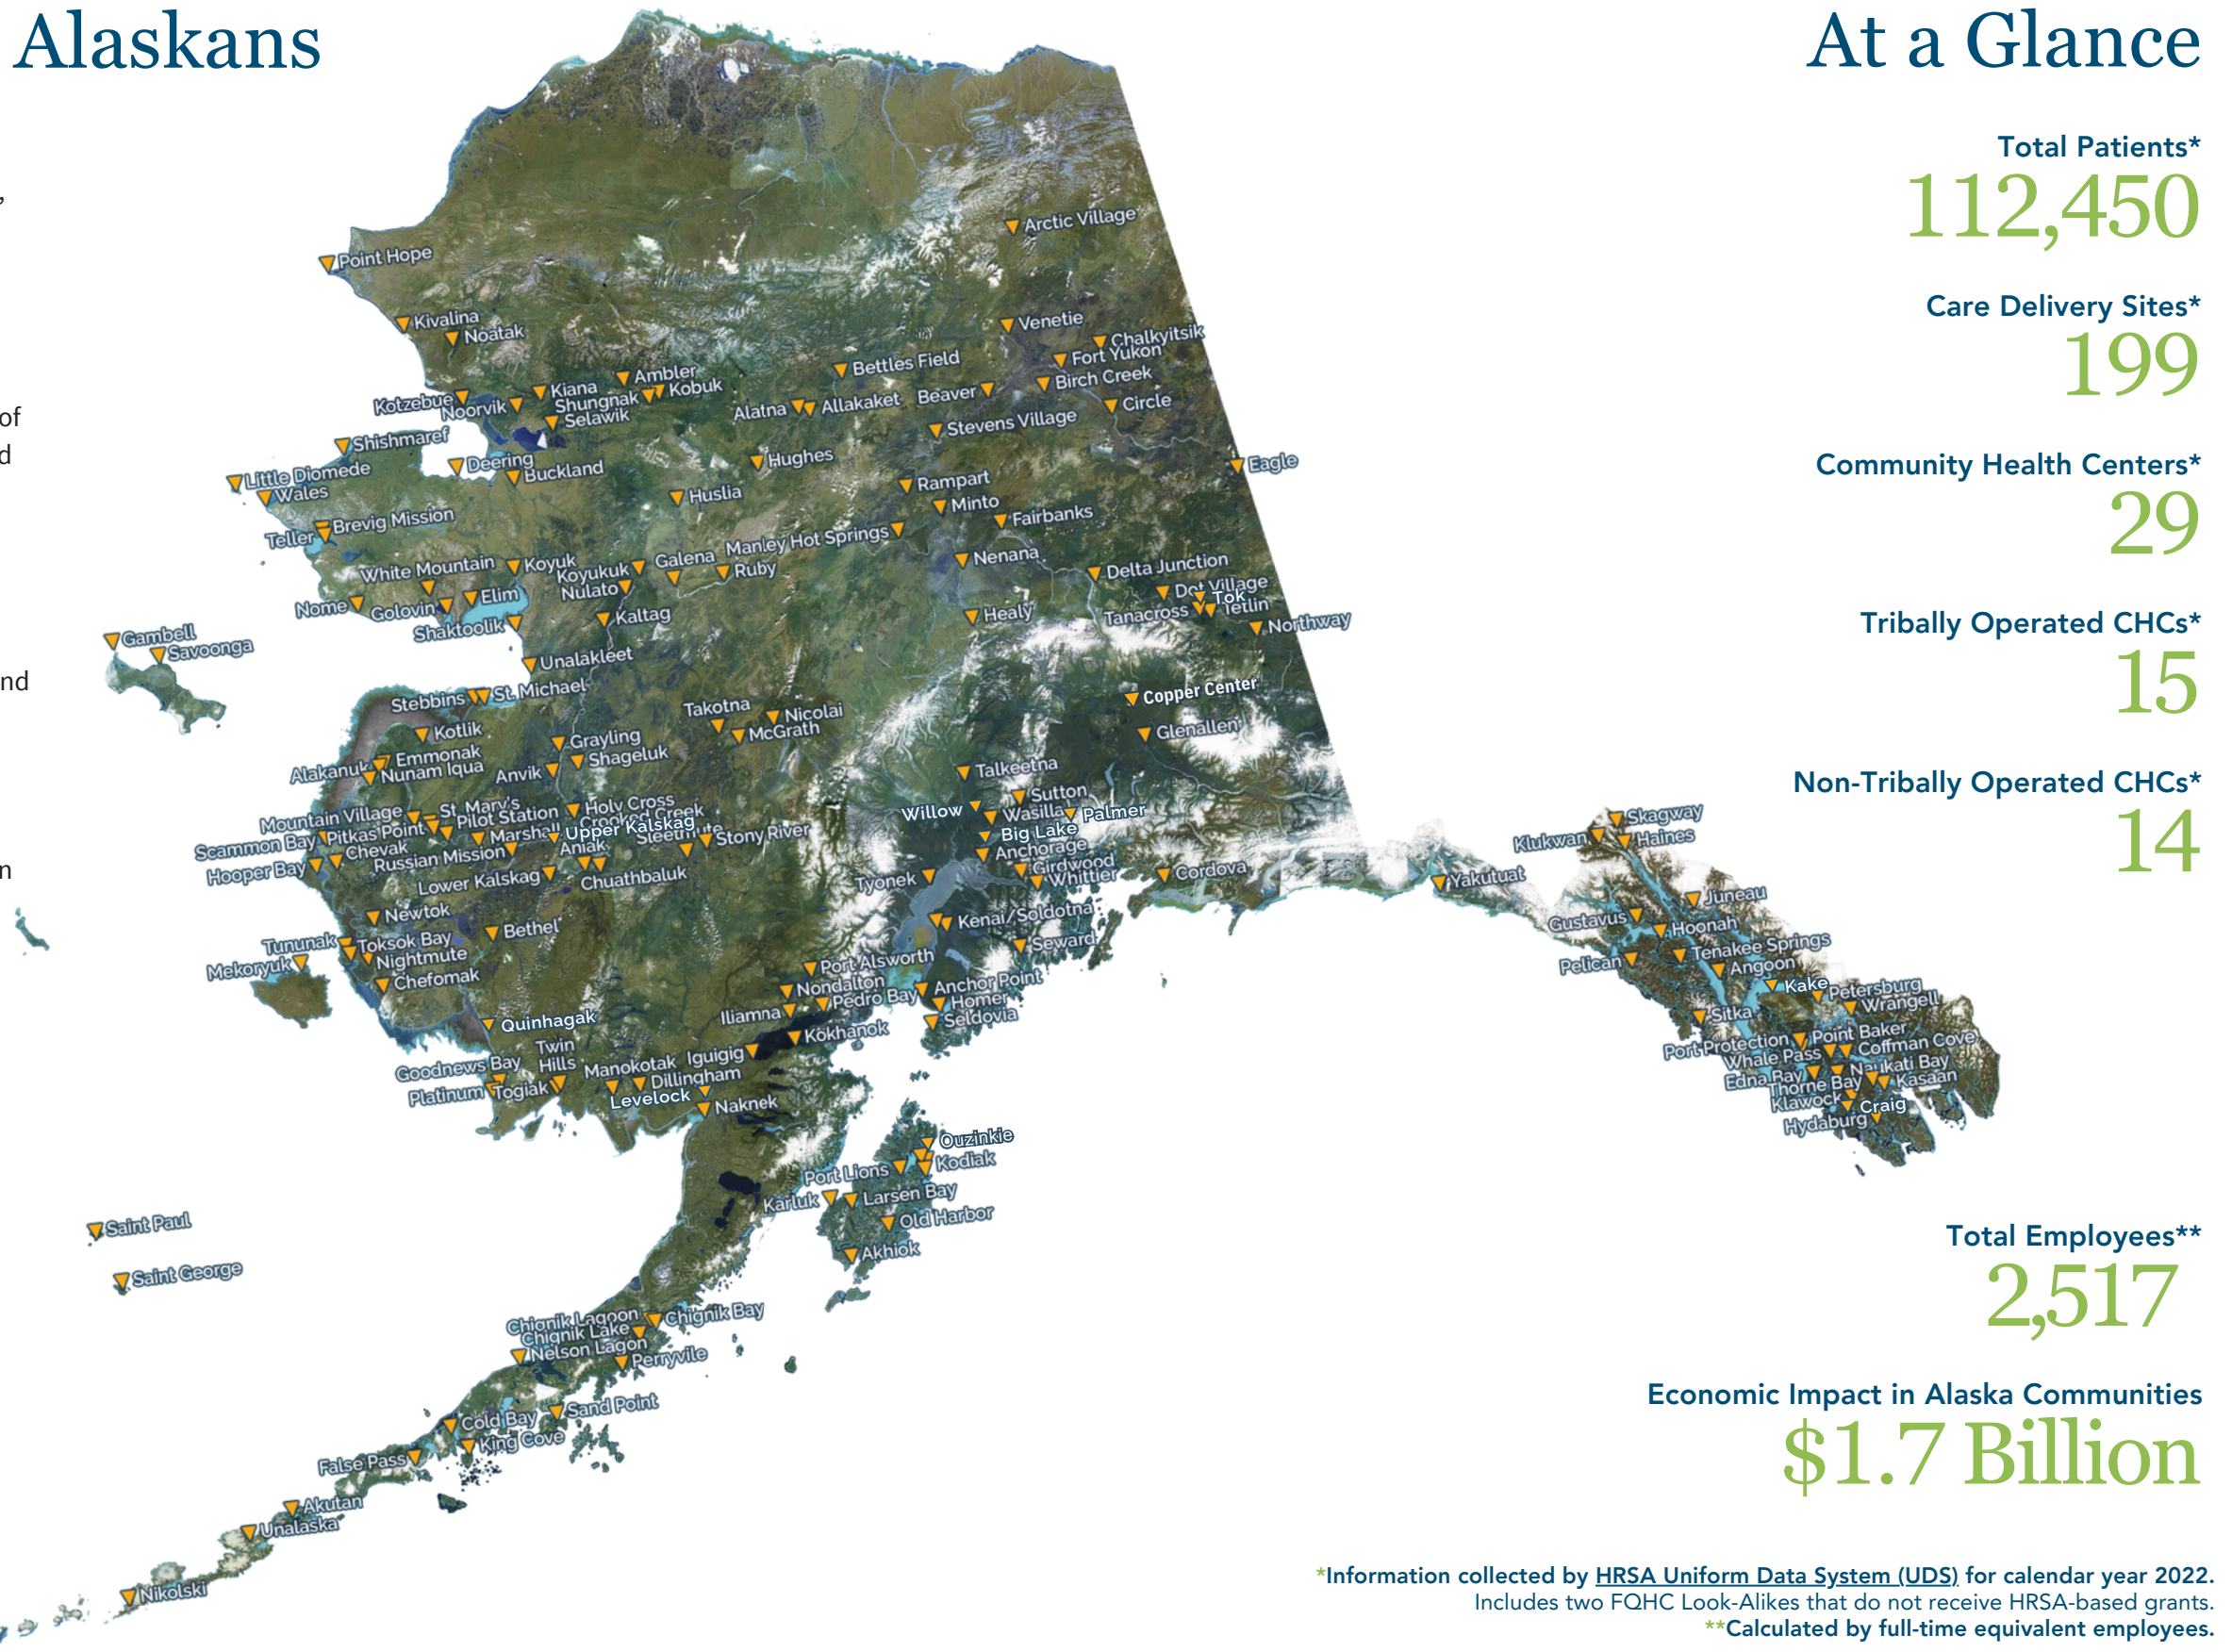 Alaskans
At a Glance
,
of
d
nd
n
Total Patients*
112,450
Care Delivery Sites*
199
Community Health Centers*
29
Tribally Operated CHCs*
15
Non-Tribally Operated CHCs*
14
Total Employees**
2,517
Economic Impact in Alaska Communities
$1.7 Billion
Arctic Village
Point Hope
Kivalina
Noatak
Venetie
Chalkyitsik
Fort Yukon
Bettles Field
Birch Creek
Beaver
Circle
Ambler
Kiana
Kobuk
Shungnak
Kotzebue
Noorvik
Selawik
Alatna
Allakaket
Stevens Village
Shishmaref
Deering
Buckland
Hughes
Eagle
Little Diomede
Wales
Huslia
Rampart
Minto
Brevig Mission
Teller
Fairbanks
Manley Hot Springs
Nenana
White Mountain
Koyuk
Koyukuk
Galena
Ruby
Nulato
Delta Junction
Dot Village
Tok
Tanacross
Tetlin
Northway
Nome
Golovin
Elim
Shaktoolik
Kaltag
Healy
Gambell
Savoonga
Unalakleet
Stebbins
St. Michael
Copper Center
Glenallen
Takotna
Nicolai
McGrath
Kotlik
Grayling
Shageluk
Anvik
Emmonak
Alakanuk
Nunam Iqua
Talkeetna
Sutton
Willow
Wasilla
Palmer
Big Lake
Anchorage
Girdwood
Whittier
Tyonek
Cordova
Mountain Village
St. Mary's
Pitkas Point
Pilot Station
Holy Cross
Crooked Creek
Marshall
Upper Kalskag
Sleetmute
Stony River
Scammon Bay
Chevak
Hooper Bay
Russian Mission
Aniak
Lower Kalskag
Chuathbaluk
Newtok
Bethel
Tununak
Toksok Bay
Nightmute
Mekoryuk
Chefornak
Kenai/Soldotna
Seward
Port Alsworth
Nondalton
Pedro Bay
Anchor Point
Homer
Seldovia
Iliamna
Kokhanok
Quinhagak
Twin
Hills
Goodnews Bay
Platinum
Togiak
Manokotak
Iguigig
Dillingham
Levelock
Naknek
Ouzinkie
Kodiak
Port Lions
Karluk
Larsen Bay
Old Harbor
Akhiok
Saint Paul
Saint George
Chignik Lagoon
Chignik Bay
Chignik Lake
Nelson Lagon
Perryvile
Sand Point
Cold Bay
King Cove
False Pass
Akutan
Unalaska
Nikolski
Skagway
Klukwan
Haines
Yakutuat
Juneau
Gustavus
Hoonah
Tenakee Springs
Pelican
Angoon
Kake
Petersburg
Wrangell
Sitka
Point Baker
Port Protection
Coffman Cove
Whale Pass
Naukati Bay
Edna Bay
Thorne Bay
Kasaan
Klawock
Craig
Hydaburg
*Information collected by HRSA Uniform Data System (UDS) for calendar year 2022.
Includes two FQHC Look-Alikes that do not receive HRSA-based grants.
**Calculated by full-time equivalent employees.